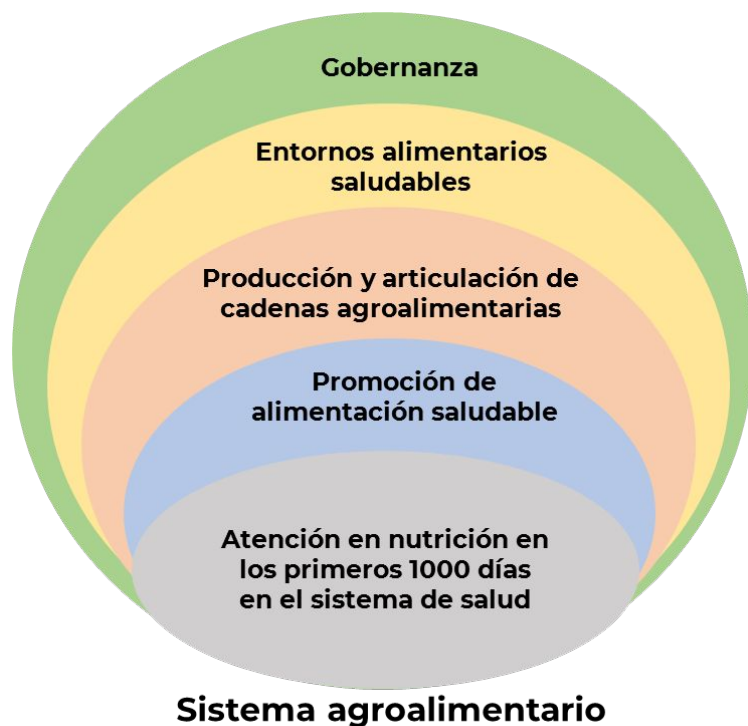 Gobernanza
Entornos alimentarios
saludables
Producción y articulación de
cadenas agroalimentarias
Promoción de
alimentación saludable
Atención en nutrición en
los primeros 1000 días
en el sistema de salud
Sistema agroalimentario